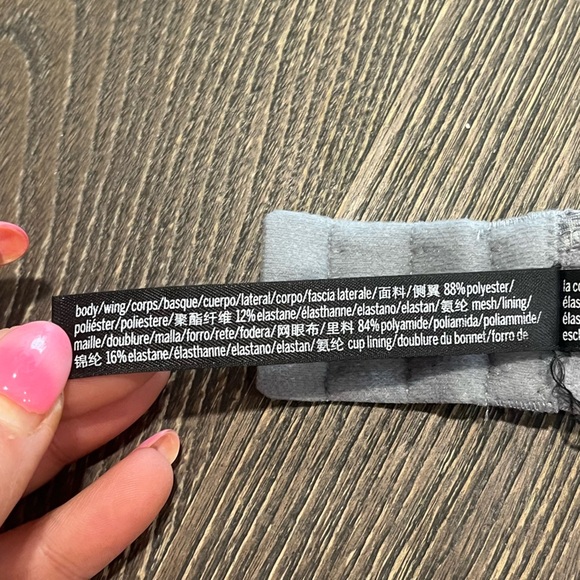 body/wing/corps/basque/cuerpo/lateral/corpo/fascia laterale/面料/侧翼 88% polyester/
poliéster/poliestere/聚酯纤维 12% elastane/élasthanne/elastano/elastan/氨纶 mesh/lining/
maille/doublure/malla/forro/rete/fodera/网眼布/里料 84% polyamide/poliamida/poliammide/
锦纶 16% elastane/élasthanne/elastano/elastan/氨纶 cup lining/doublure du bonnet/forro de